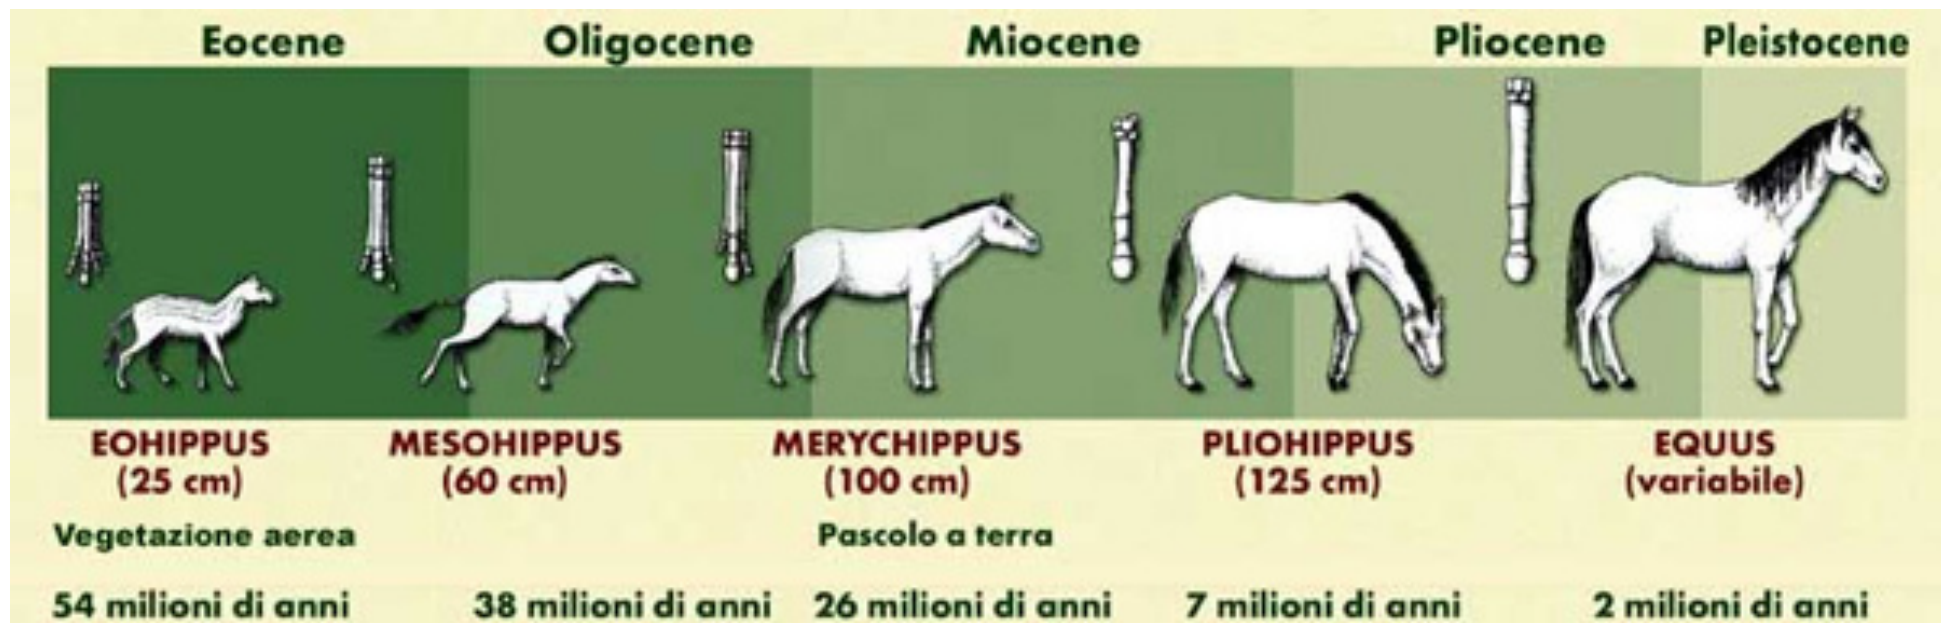 Eocene Oligocene Miocene Pliocene Pleistocene
EOHIPPUS MESOHIPPUS MERYCHIPPUS PLIOHIPPUS EQUUS
(25 cm) (60 cm) (100 cm) (125 cm) (variabile)
Vegetazione aerea Pascolo a terra
54 milioni di anni 38 milioni di anni 26 milioni di anni 7 milioni di anni 2 milioni di anni